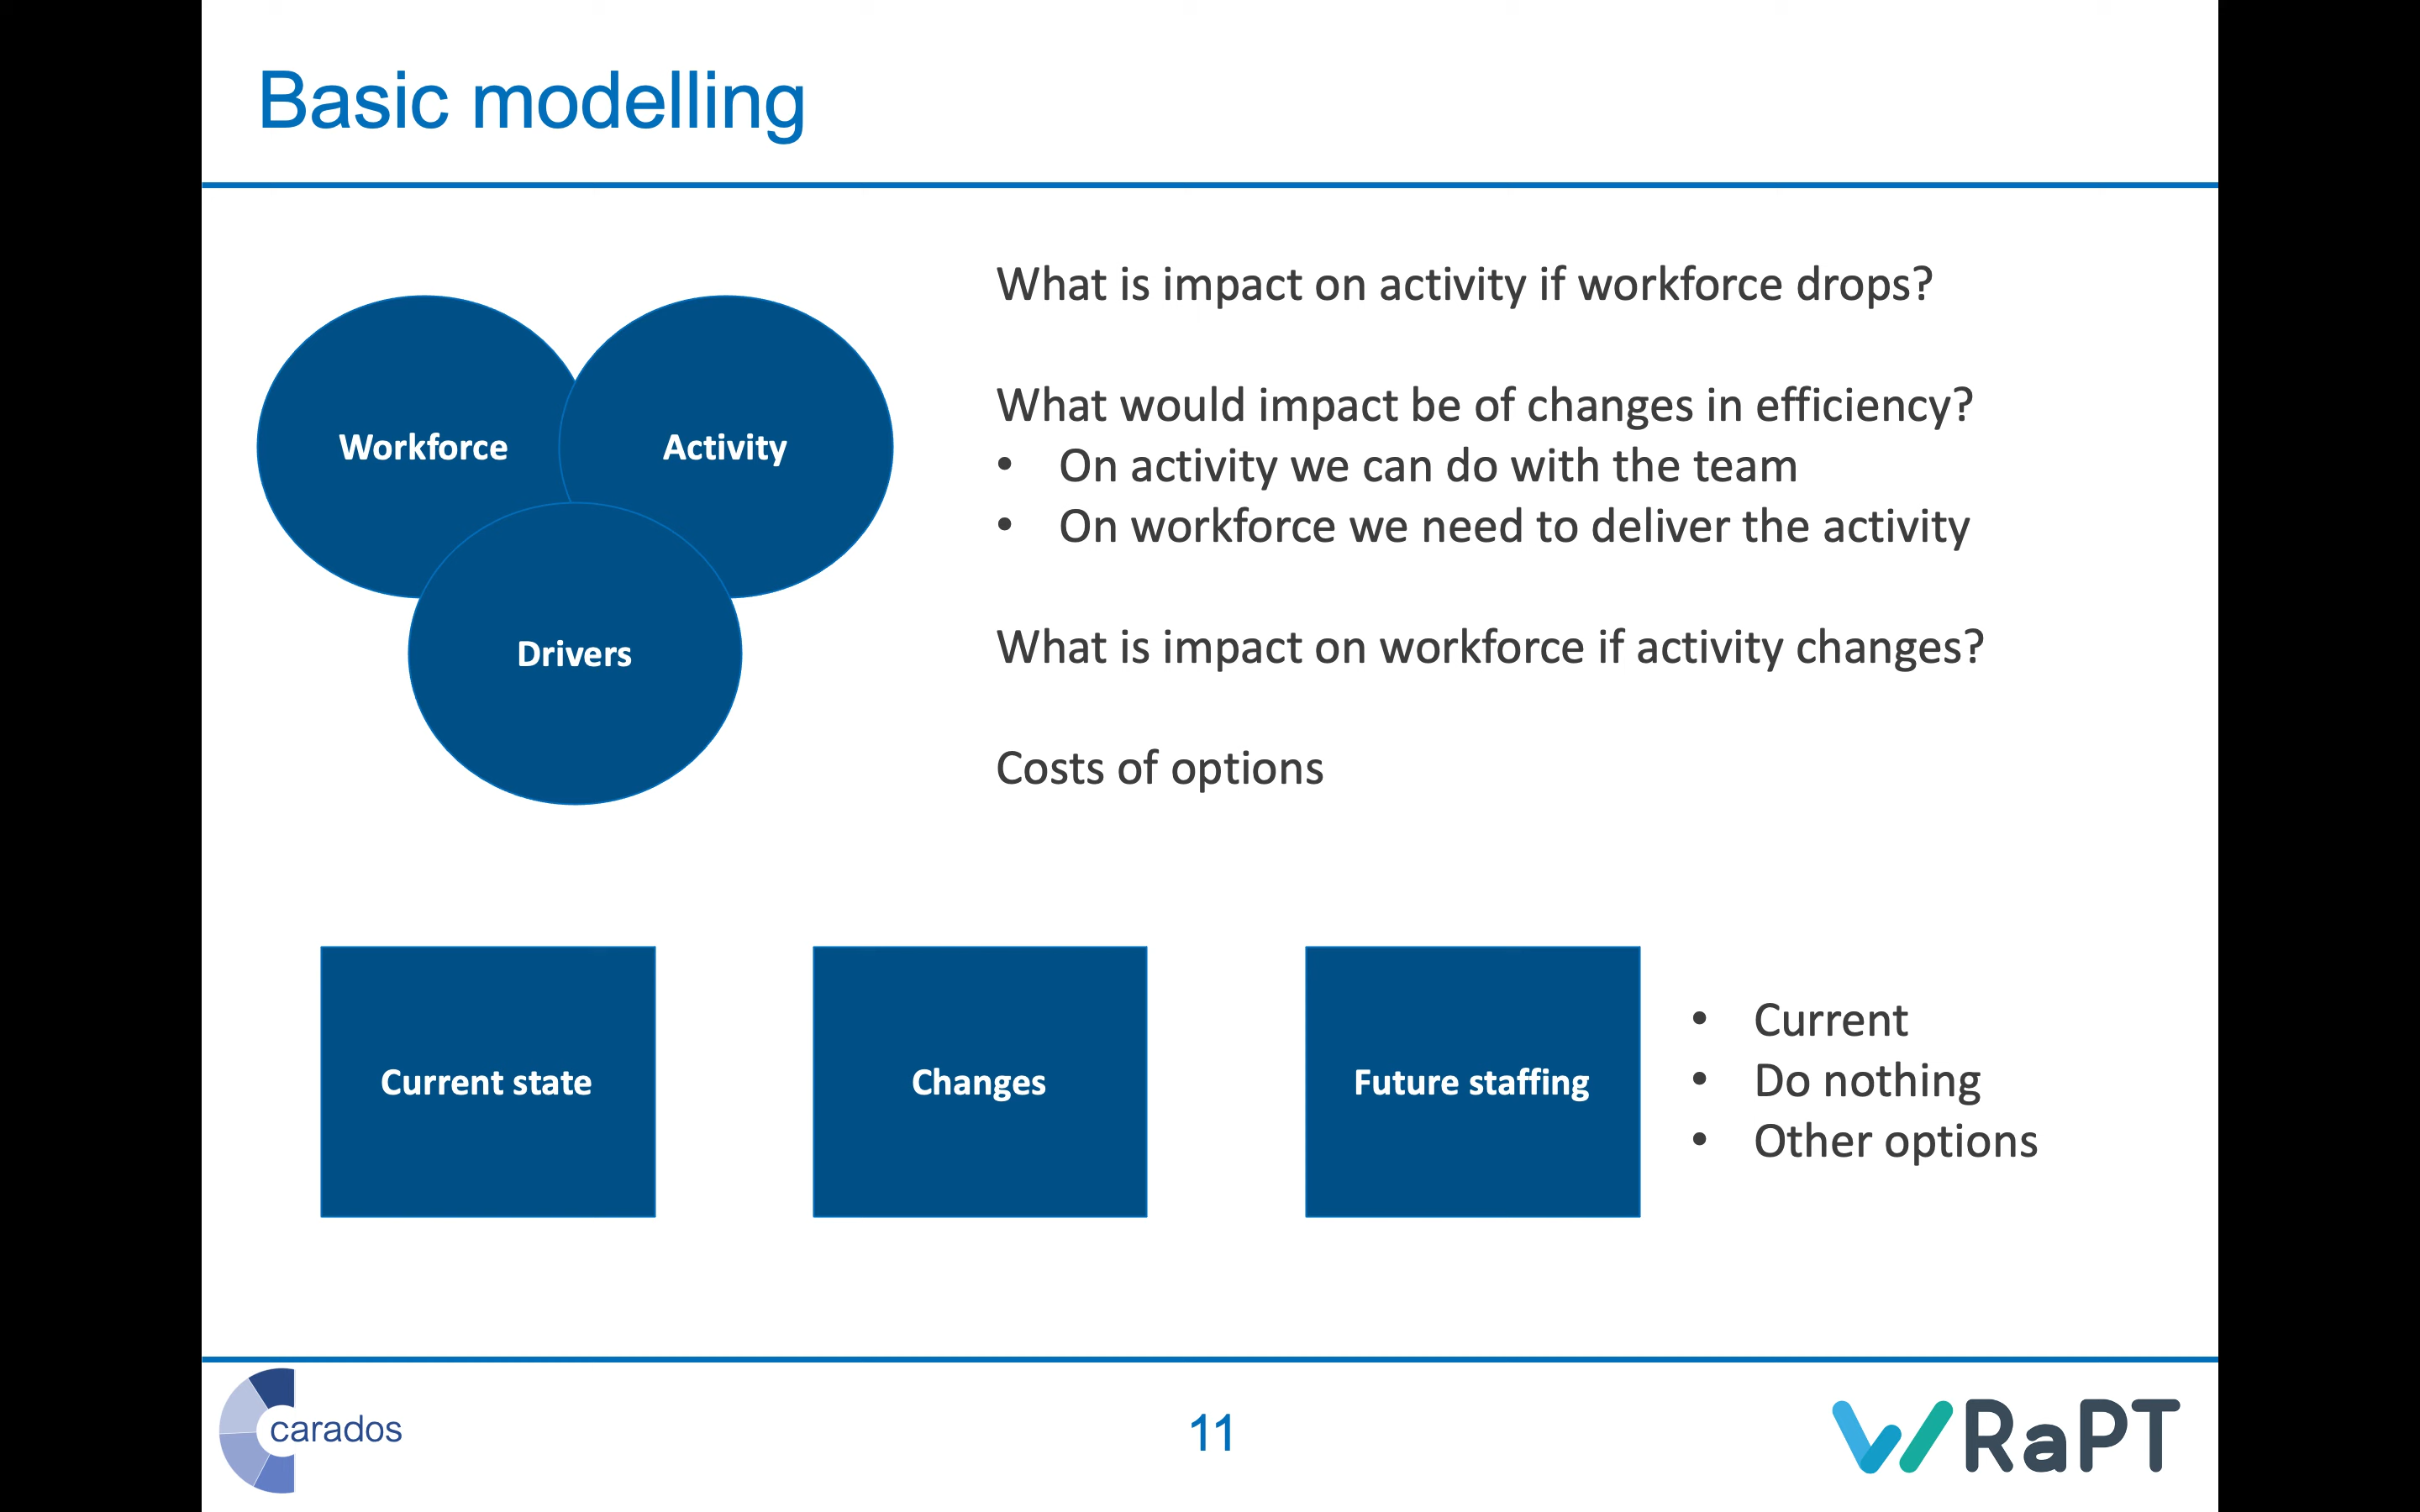 Basic modelling
Workforce
Activity
Drivers
What is impact on activity if workforce drops?
What would impact be of changes in efficiency?
• On activity we can do with the team
• On workforce we need to deliver the activity
What is impact on workforce if activity changes?
Costs of options
Current state
Changes
Future staffing
• Current
• Do nothing
• Other options
carados
11
WRaPT